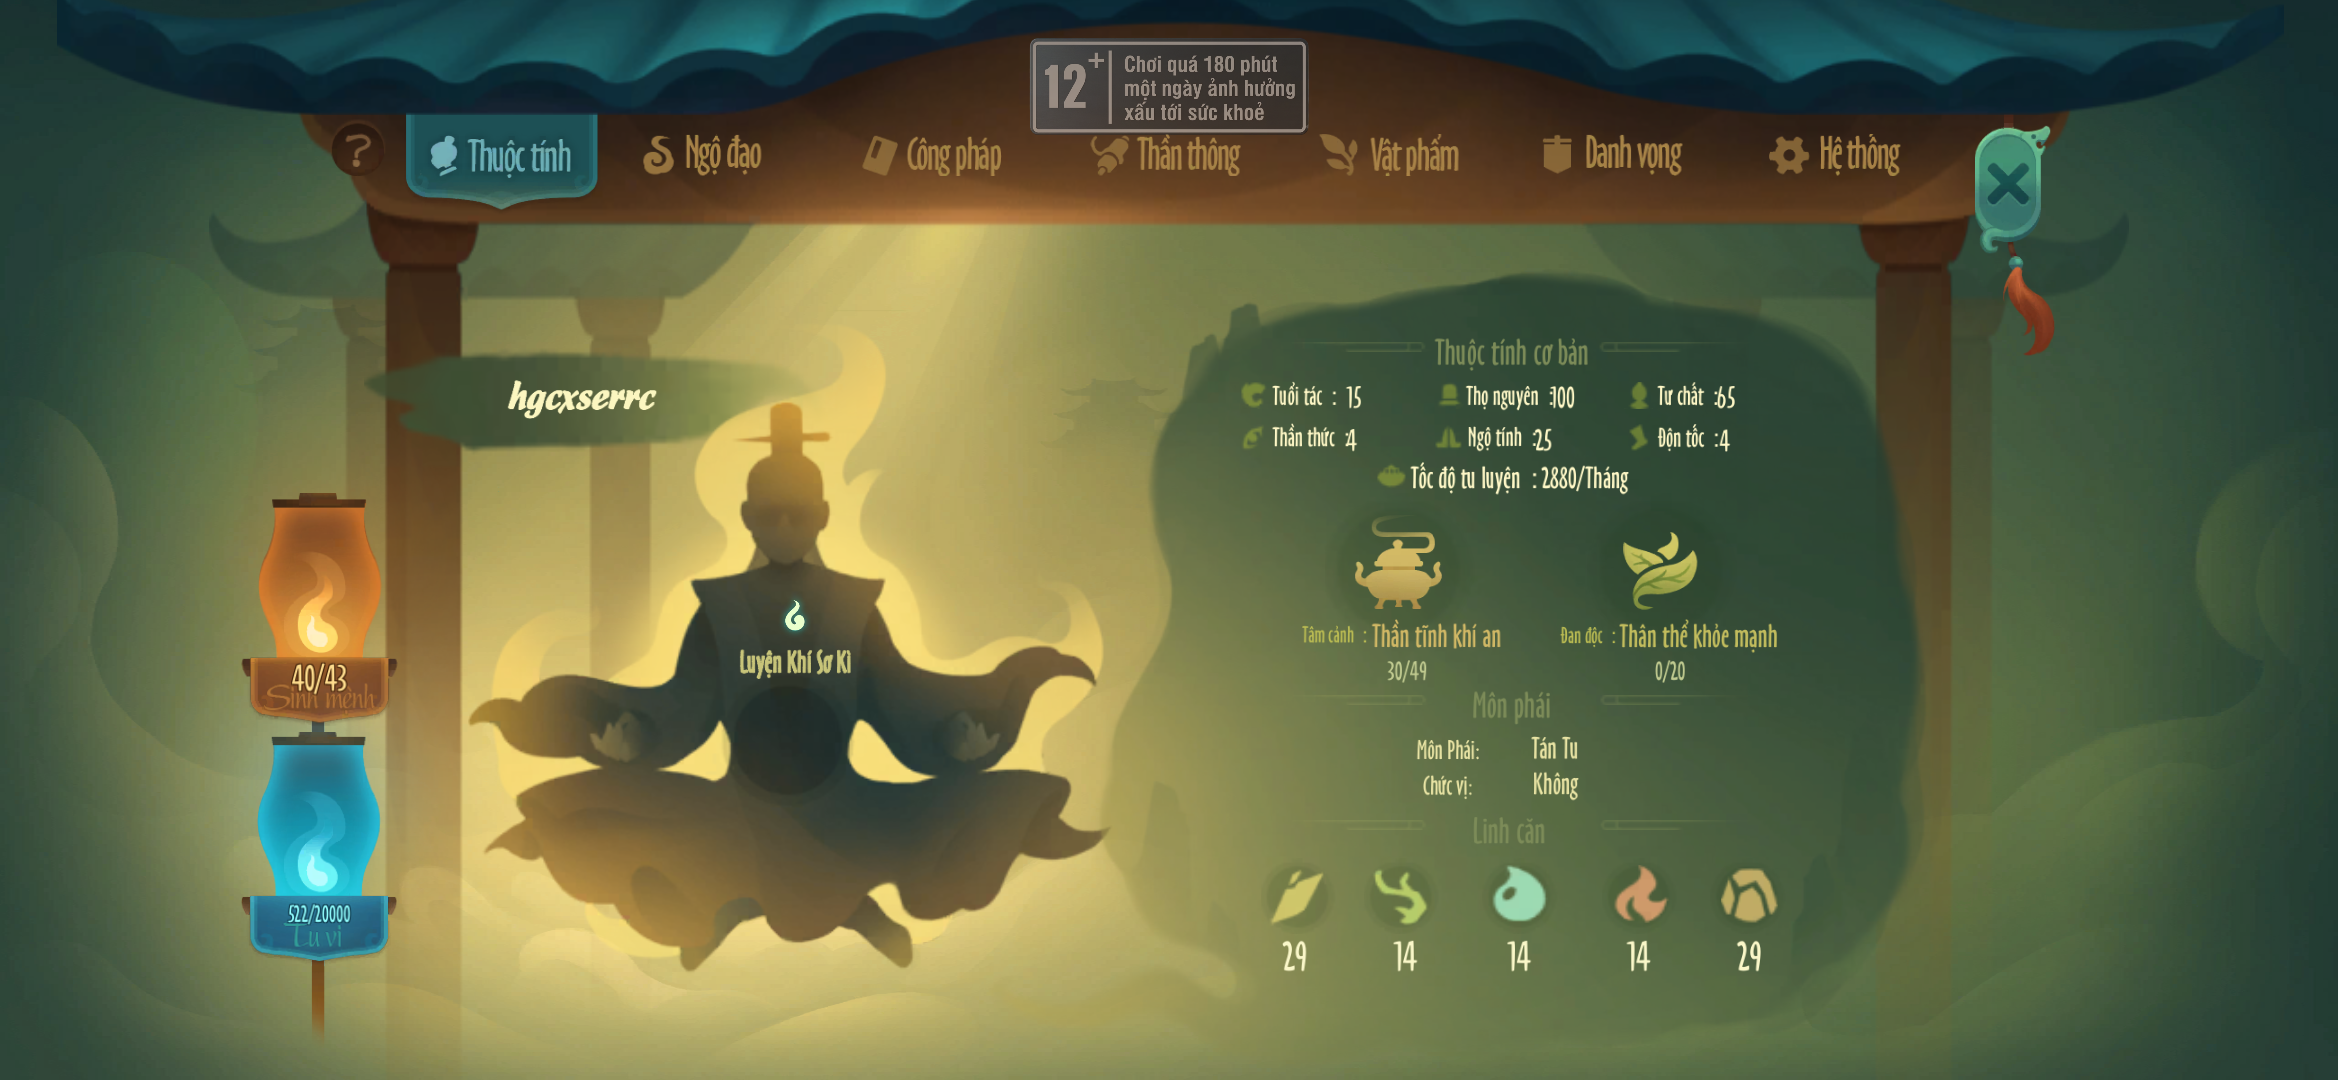 12+
Chơi quá 180 phút
một ngày ảnh hưởng
xấu tới sức khoẻ
?
Thuộc tính
Ngộ đạo
Công pháp
Thần thông
Vật phẩm
Danh vọng
Hệ thống
hgcxserrc
Luyện Khí Sơ Kì
40/43
Sinh mệnh
522/20000
Tu vi
Thuộc tính cơ bản
Tuổi tác : 15 Thọ nguyên :100 Tư chất :65
Thần thức :4 Ngộ tính :25 Độn tốc :4
Tốc độ tu luyện : 2880/Tháng
Tâm cảnh : Thần tĩnh khí an Đan độc : Thân thể khỏe mạnh
30/49 0/20
Môn phái
Môn Phái: Tán Tu
Chức vị: Không
Linh căn
29 14 14 14 29